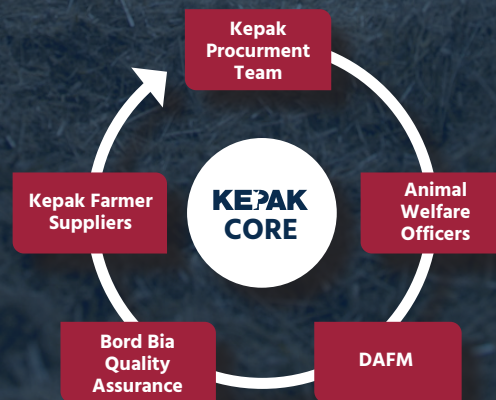 Kepak
Procurment
Team
Animal
Welfare
Officers
DAFM
Bord Bia
Quality
Assurance
Kepak Farmer
Suppliers
KEPAK
CORE